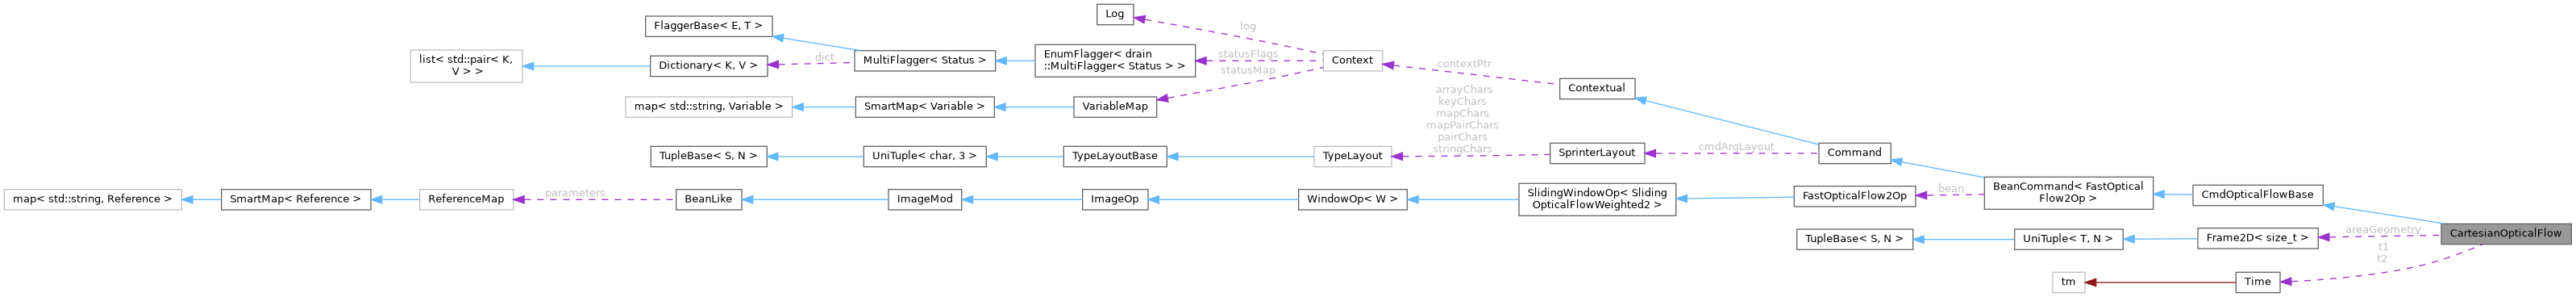 Log
FlaggerBase< E, T >
log
list< std::pair< K,
V > >
Dictionary< K, V >
dict
MultiFlagger< Status >
EnumFlagger< drain
::MultiFlagger< Status > >
statusFlags
statusMap
Context
contextPtr
Contextual
map< std::string, Variable >
SmartMap< Variable >
VariableMap
arrayChars
keyChars
mapChars
mapPairChars
pairChars
stringChars
TupleBase< S, N >
UniTuple< char, 3 >
TypeLayoutBase
TypeLayout
SprinterLayout
cmdArgLayout
Command
map< std::string, Reference >
SmartMap< Reference >
ReferenceMap
parameters
BeanLike
ImageMod
ImageOp
WindowOp< W >
SlidingWindowOp< Sliding
OpticalFlowWeighted2 >
FastOpticalFlow2Op
bean
BeanCommand< FastOptical
Flow2Op >
CmdOpticalFlowBase
CartesianOpticalFlow
TupleBase< S, N >
UniTuple< T, N >
Frame2D< size_t >
areaGeometry
t1
t2
tm
Time